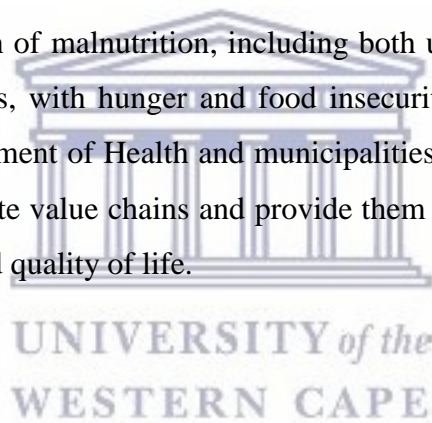 n of malnutrition, including both u
s, with hunger and food insecurit
ment of Health and municipalities
te value chains and provide them
l quality of life.
UNIVERSITY of the
WESTERN CAPE